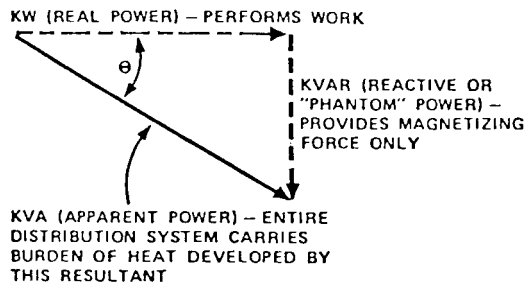 KW (REAL POWER) – PERFORMS WORK
θ
KVAR (REACTIVE OR
"PHANTOM" POWER) –
PROVIDES MAGNETIZING
FORCE ONLY
KVA (APPARENT POWER) – ENTIRE
DISTRIBUTION SYSTEM CARRIES
BURDEN OF HEAT DEVELOPED BY
THIS RESULTANT